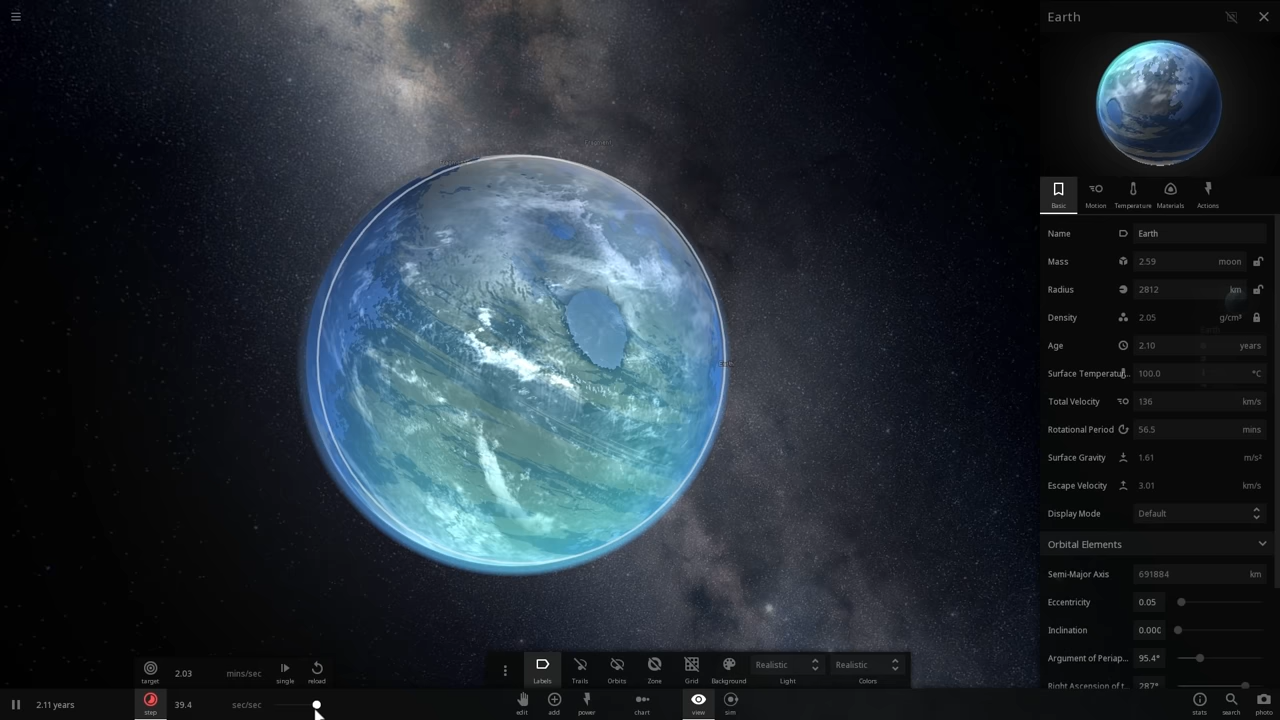 Earth
Basic
Motion
Temperature
Materials
Actions
Name Earth
Mass 2.59 moon
Radius 2812 km
Density 2.05 g/cm³
Age 2.10 years
Surface Temperatu... 100.0 °C
Total Velocity 136 km/s
Rotational Period 56.5 mins
Surface Gravity 1.61 m/s²
Escape Velocity 3.01 km/s
Display Mode Default
Orbital Elements
Semi-Major Axis 691884 km
Eccentricity 0.05
Inclination 0.000
Argument of Periap... 95.4°
Right Ascension of t... 287°
target 2.03 mins/sec single reload
Labels Trails Orbits Zone Grid Background
Realistic Light
Realistic Colors
2.11 years
step 39.4 sec/sec
edit add power chart view sim
stats search photo